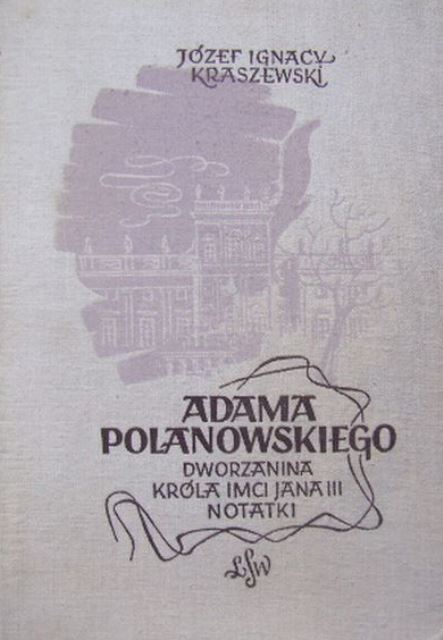 JÓZEF IGNACY
KRASZEWSKI
ADAMA
POLANOWSKIEGO
DWORZANINA
KRÓLA IMCI JANA III
NOTATKI
LSW